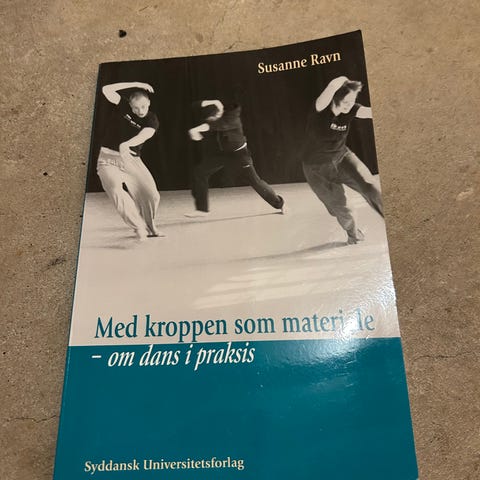 Susanne Ravn
Med kroppen som materiale
– om dans i praksis
Syddansk Universitetsforlag